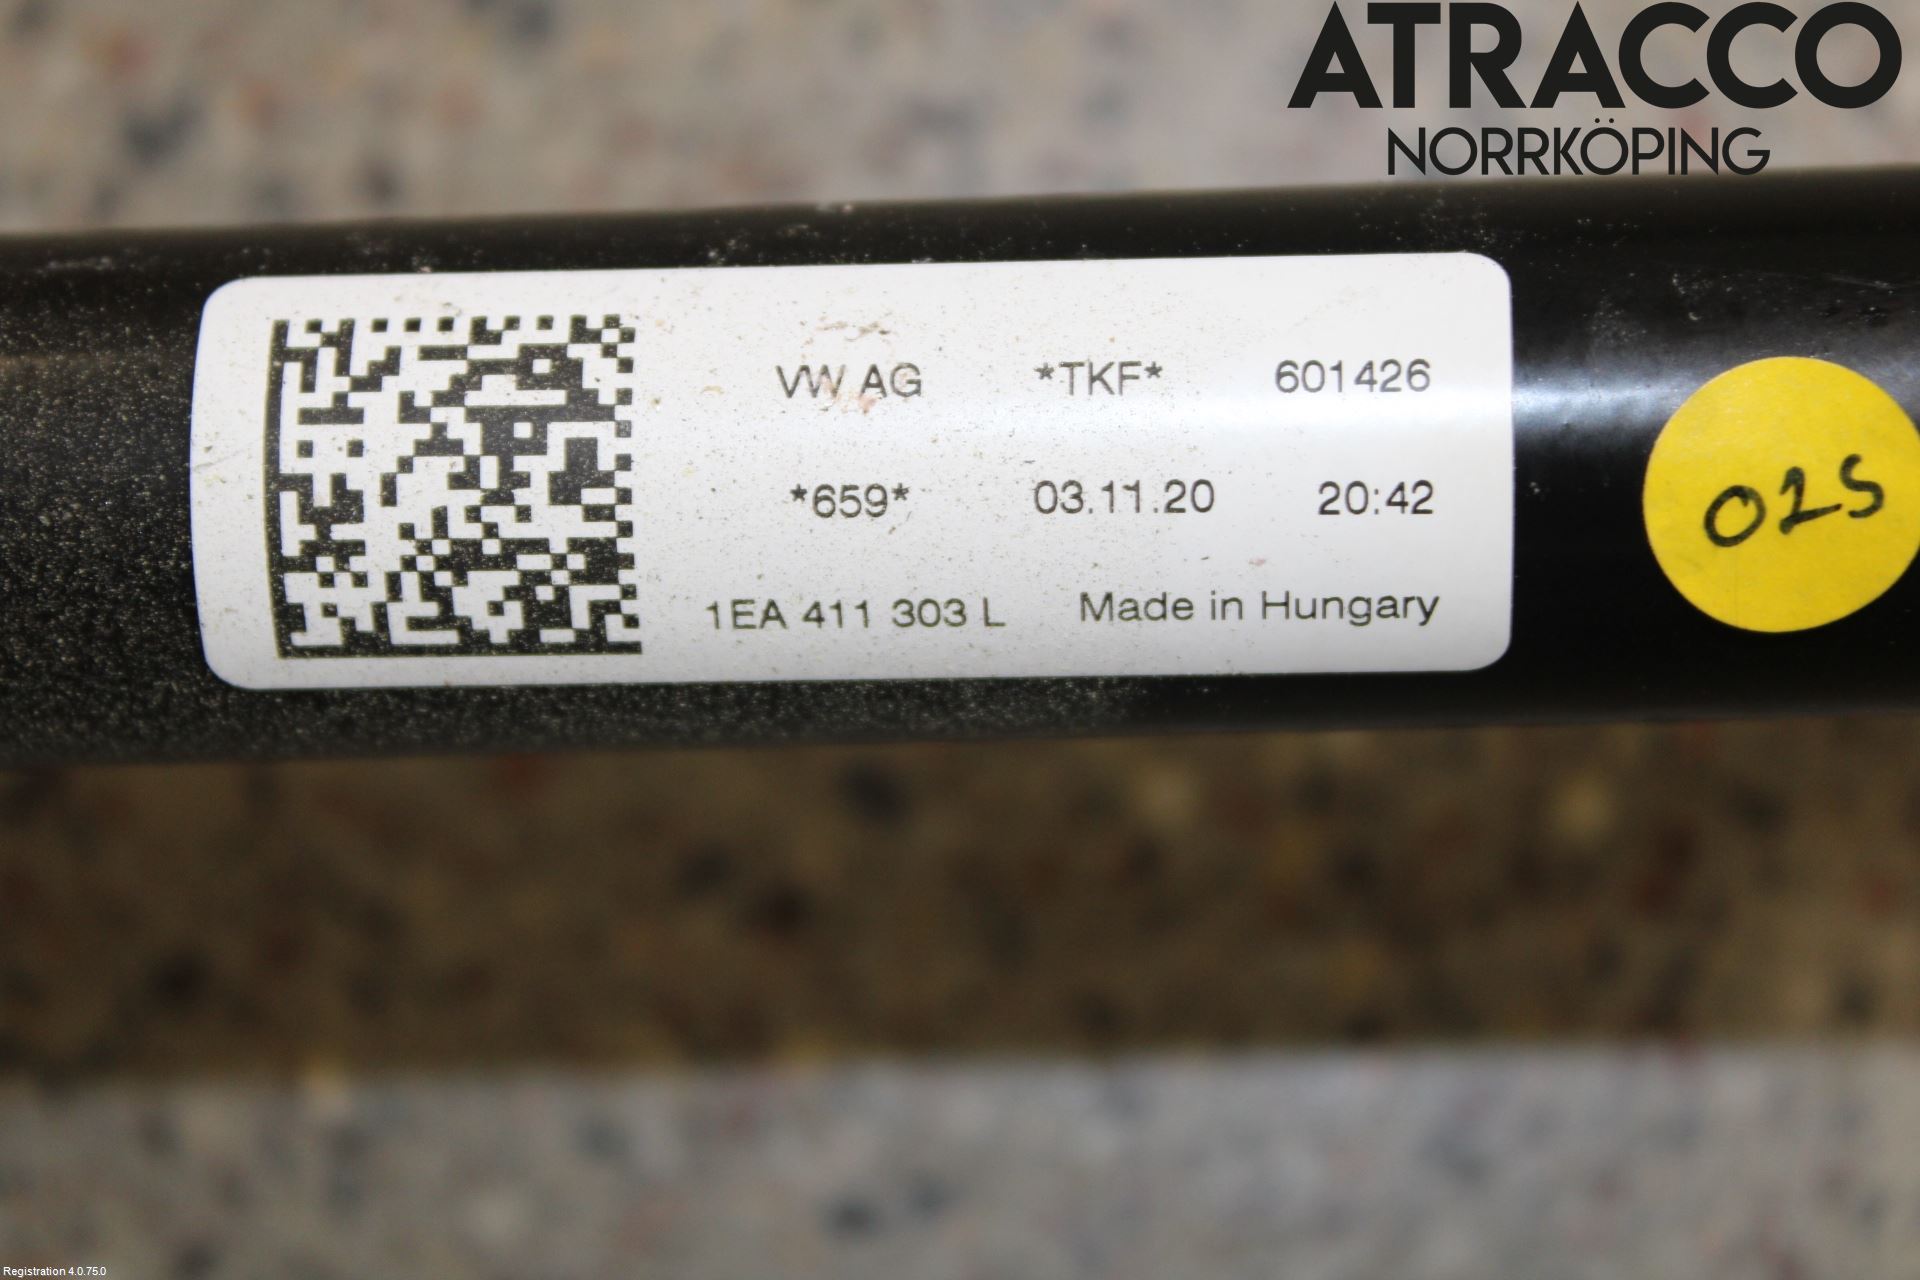 ATRACCO
NORRKÖPING
VW AG *TKF* 601426
*659* 03.11.20 20:42
1EA 411 303 L Made in Hungary
025
Registration 4.0.75.0